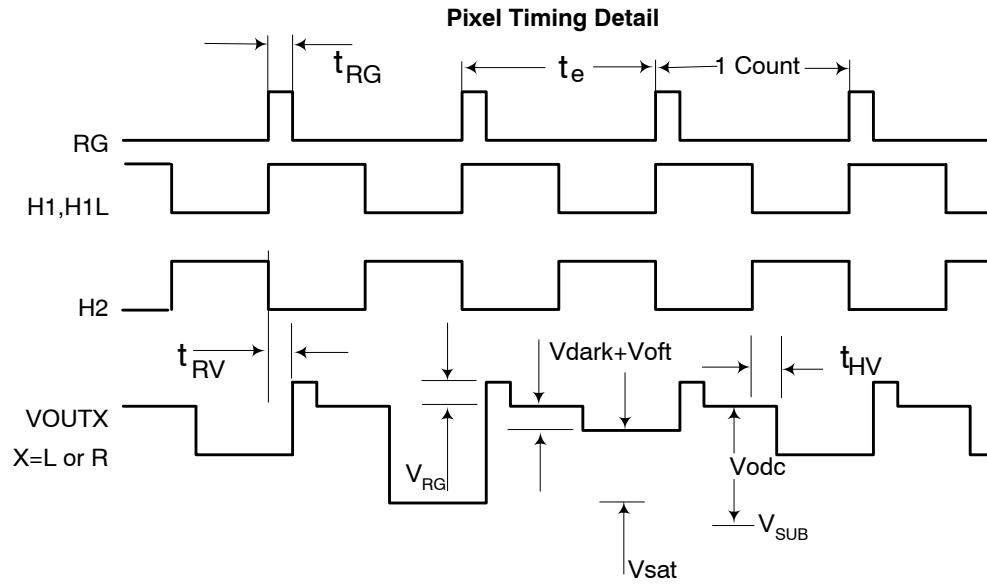 Pixel Timing Detail
tRG
te
1 Count
RG
H1,H1L
H2
tRV
Vdark+Voft
tHV
VOUTX
X=L or R
VRG
Vodc
VSUB
Vsat